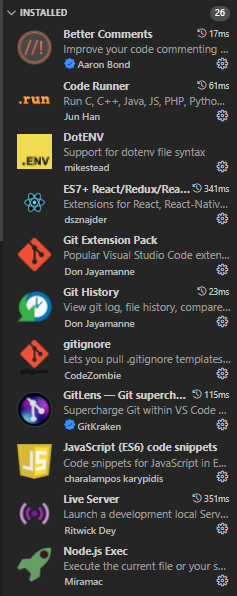 INSTALLED 26
Better Comments 17ms
Improve your code commenting ...
Aaron Bond
.run
Code Runner 61ms
Run C, C++, Java, JS, PHP, Pytho...
Jun Han
.ENV
DotENV
Support for dotenv file syntax
mikestead
ES7+ React/Redux/Rea... 341ms
Extensions for React, React-Nativ...
dsznajder
Git Extension Pack
Popular Visual Studio Code exten...
Don Jayamanne
Git History 23ms
View git log, file history, compare...
Don Jayamanne
gitignore
gitignore
Lets you pull .gitignore templates...
CodeZombie
GitLens — Git superch... 115ms
Supercharge Git within VS Code ...
GitKraken
JS
JavaScript (ES6) code snippets
Code snippets for JavaScript in E...
charalampos karypidis
Live Server 351ms
Launch a development local Serv...
Ritwick Dey
Node.js Exec
Execute the current file or your s...
Miramac